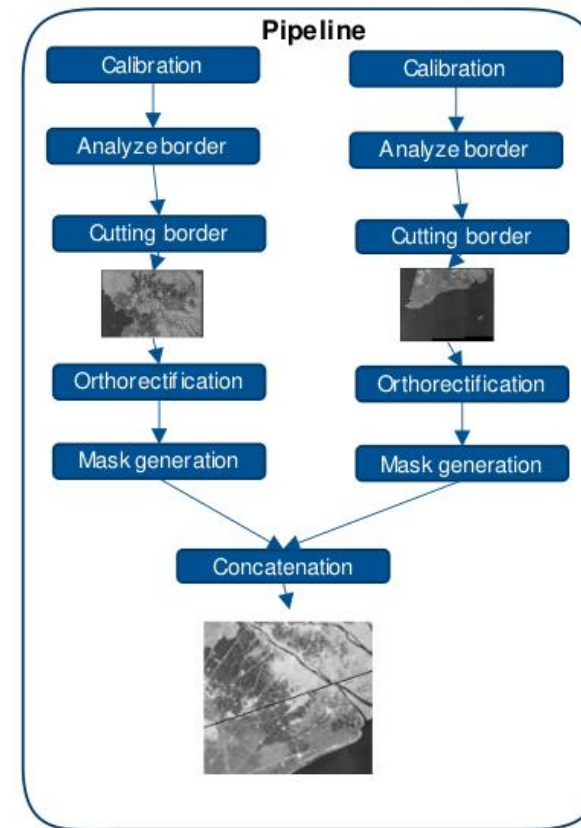 Pipeline
Calibration
Analyze border
Cutting border
Orthorectification
Mask generation
Calibration
Analyze border
Cutting border
Orthorectification
Mask generation
Concatenation